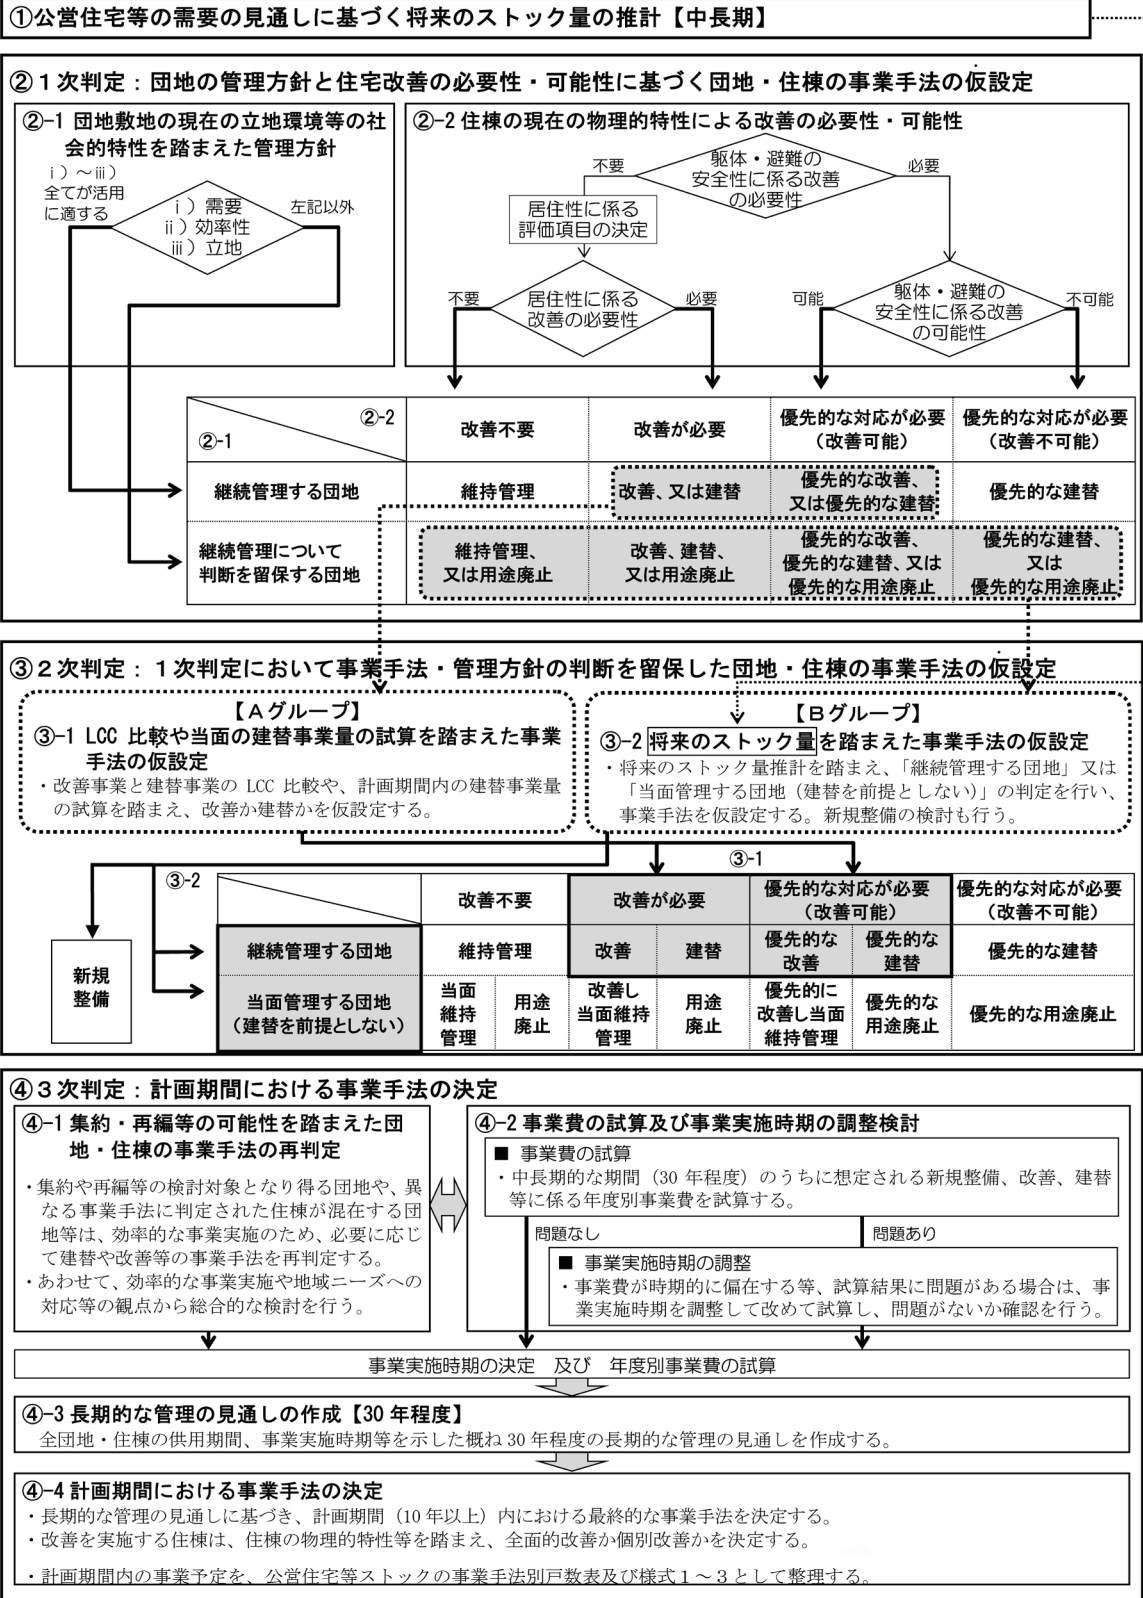 ①公営住宅等の需要の見通しに基づく将来のストック量の推計【中長期】
②１次判定：団地の管理方針と住宅改善の必要性・可能性に基づく団地・住棟の事業手法の仮設定
②-1 団地敷地の現在の立地環境等の社
会的特性を踏まえた管理方針
ⅰ）～ⅲ）
全てが活用
に適する
ⅰ）需要
ⅱ）効率性
ⅲ）立地
左記以外
②-2 住棟の現在の物理的特性による改善の必要性・可能性
不要
躯体・避難の
安全性に係る改善
の必要性
必要
居住性に係る
評価項目の決定
不要
居住性に係る
改善の必要性
必要
可能
躯体・避難の
安全性に係る改善
の可能性
不可能
②-2
②-1
改善不要
改善が必要
優先的な対応が必要
（改善可能）
優先的な対応が必要
（改善不可能）
継続管理する団地
維持管理
改善、又は建替
優先的な改善、
又は優先的な建替
優先的な建替
継続管理について
判断を留保する団地
維持管理、
又は用途廃止
改善、建替、
又は用途廃止
優先的な改善、
優先的な建替、又は
優先的な用途廃止
優先的な建替、
又は
優先的な用途廃止
③２次判定：１次判定において事業手法・管理方針の判断を留保した団地・住棟の事業手法の仮設定
【Ａグループ】
③-1 LCC 比較や当面の建替事業量の試算を踏まえた事業
手法の仮設定
・改善事業と建替事業の LCC 比較や、計画期間内の建替事業量
の試算を踏まえ、改善か建替かを仮設定する。
【Ｂグループ】
③-2 将来のストック量を踏まえた事業手法の仮設定
・将来のストック量推計を踏まえ、「継続管理する団地」又は
「当面管理する団地（建替を前提としない）」の判定を行い、
事業手法を仮設定する。新規整備の検討も行う。
③-1
③-2
新規
整備
改善不要
改善が必要
優先的な対応が必要
（改善可能）
優先的な対応が必要
（改善不可能）
継続管理する団地
維持管理
改善
建替
優先的な
改善
優先的な
建替
優先的な建替
当面管理する団地
（建替を前提としない）
当面
維持
管理
用途
廃止
改善し
当面維持
管理
用途
廃止
優先的に
改善し当面
維持管理
優先的な
用途廃止
優先的な用途廃止
④３次判定：計画期間における事業手法の決定
④-1 集約・再編等の可能性を踏まえた団
地・住棟の事業手法の再判定
・集約や再編等の検討対象となり得る団地や、異
なる事業手法に判定された住棟が混在する団
地等は、効率的な事業実施のため、必要に応じ
て建替や改善等の事業手法を再判定する。
・あわせて、効率的な事業実施や地域ニーズへの
対応等の観点から総合的な検討を行う。
④-2 事業費の試算及び事業実施時期の調整検討
■ 事業費の試算
・中長期的な期間（30 年程度）のうちに想定される新規整備、改善、建替
等に係る年度別事業費を試算する。
問題なし
問題あり
■ 事業実施時期の調整
・事業費が時期的に偏在する等、試算結果に問題がある場合は、事
業実施時期を調整して改めて試算し、問題がないか確認を行う。
事業実施時期の決定　及び　年度別事業費の試算
④-3 長期的な管理の見通しの作成【30 年程度】
全団地・住棟の供用期間、事業実施時期等を示した概ね 30 年程度の長期的な管理の見通しを作成する。
④-4 計画期間における事業手法の決定
・長期的な管理の見通しに基づき、計画期間（10 年以上）内における最終的な事業手法を決定する。
・改善を実施する住棟は、住棟の物理的特性等を踏まえ、全面的改善か個別改善かを決定する。
・計画期間内の事業予定を、公営住宅等ストックの事業手法別戸数表及び様式１～３として整理する。